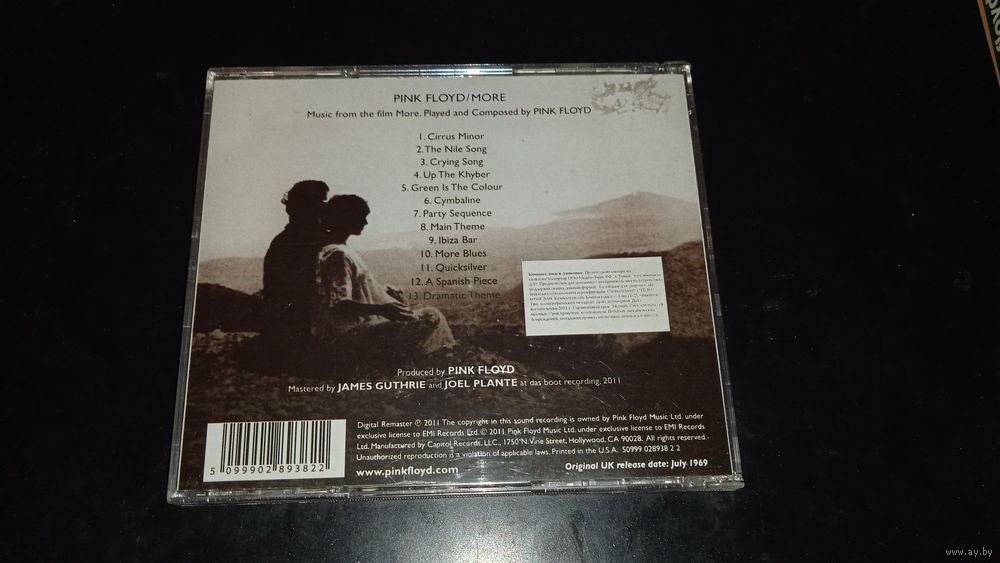 PINK FLOYD/MORE
Music from the film More. Played and Composed by PINK FLOYD
1. Cirrus Minor
2. The Nile Song
3. Crying Song
4. Up The Khyber
5. Green Is The Colour
6. Cymbaline
7. Party Sequence
8. Main Theme
9. Ibiza Bar
10. More Blues
11. Quicksilver
12. A Spanish Piece
13. Dramatic Theme
Produced by PINK FLOYD
Mastered by JAMES GUTHRIE and JOEL PLANTE at das boot recording, 2011
Digital Remaster ℗ 2011 The copyright in this sound recording is owned by Pink Floyd Music Ltd. under
exclusive license to EMI Records Ltd. © 2011 Pink Floyd Music Ltd. under exclusive license to EMI Records
Ltd. Manufactured by Capitol Records, LLC., 1750 N. Vine Street, Hollywood, CA 90028. All rights reserved.
Unauthorized reproduction is a violation of applicable laws. Printed in the U.S.A. 50999 028938 2 2
www.pinkfloyd.com
Original UK release date: July 1969
5 099902 893822
www.ay.by